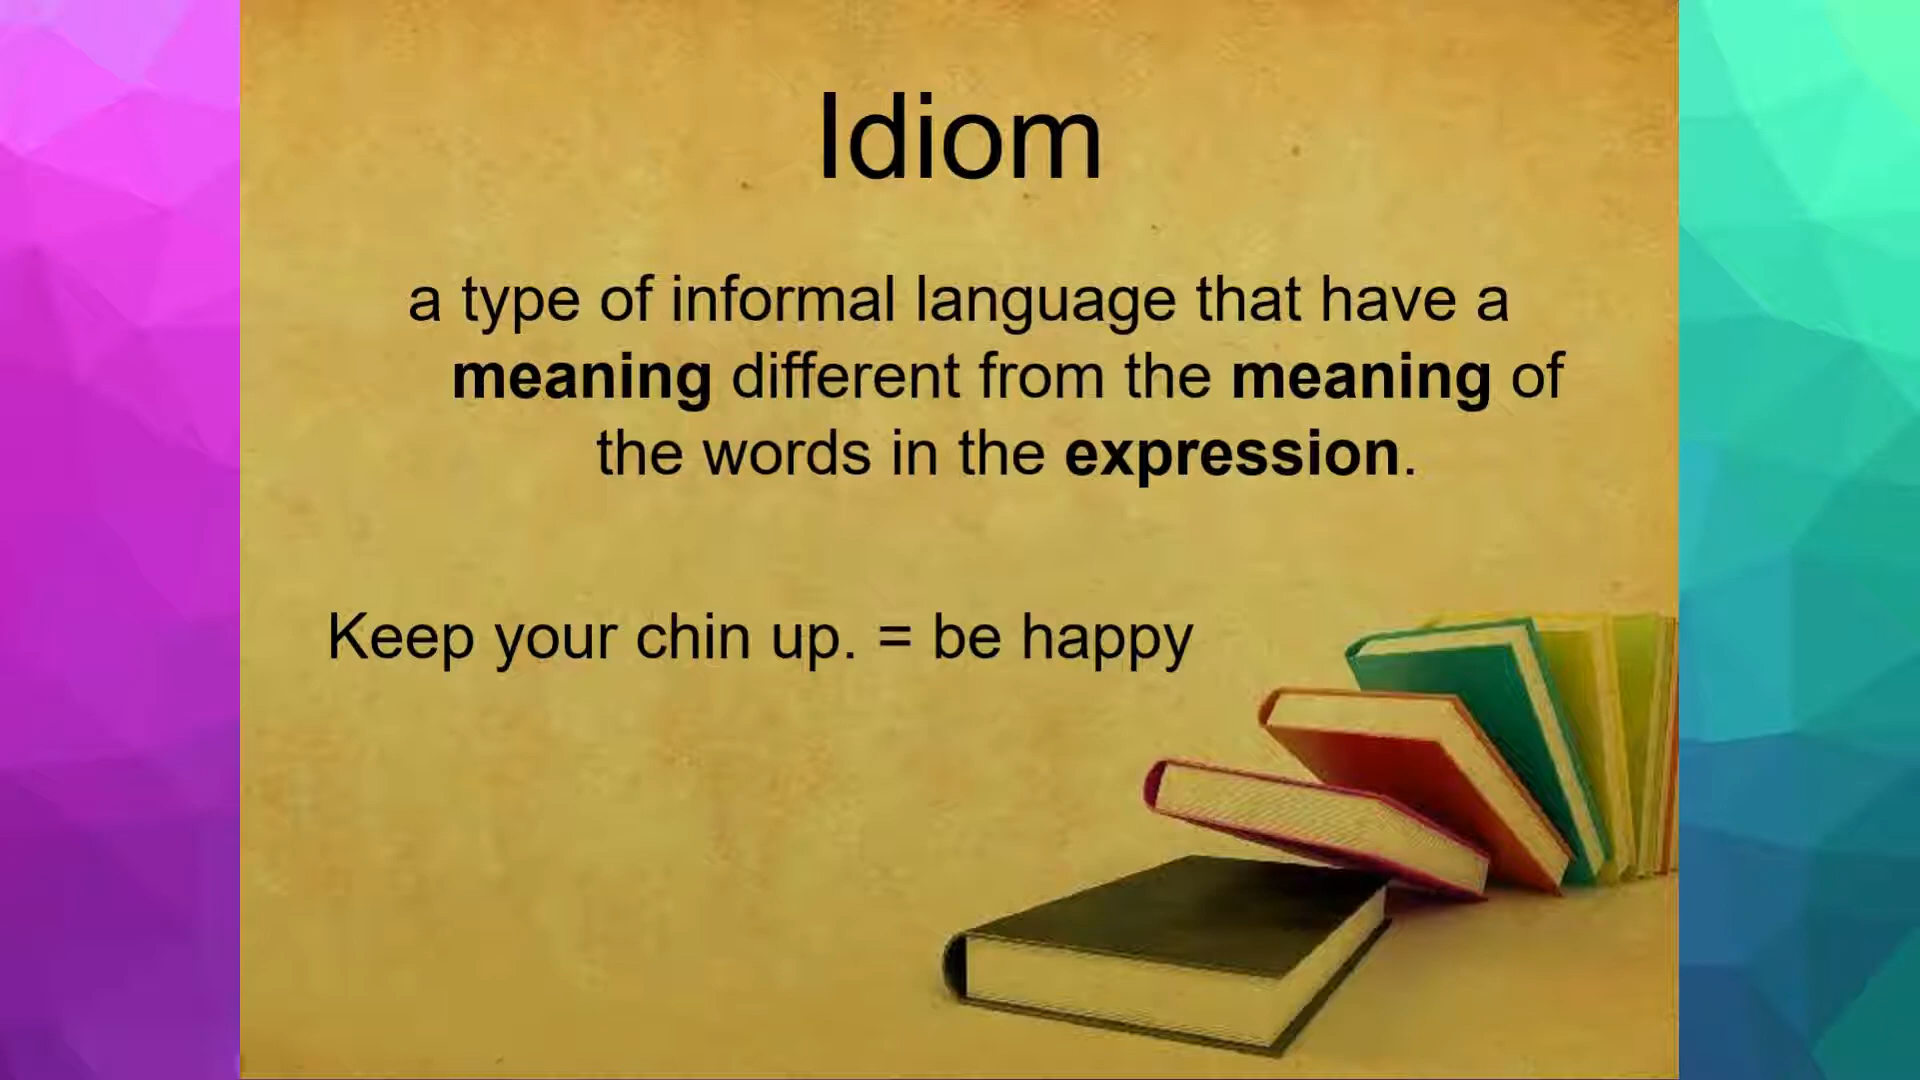 Idiom
a type of informal language that have a
meaning different from the meaning of
the words in the expression.
Keep your chin up. = be happy